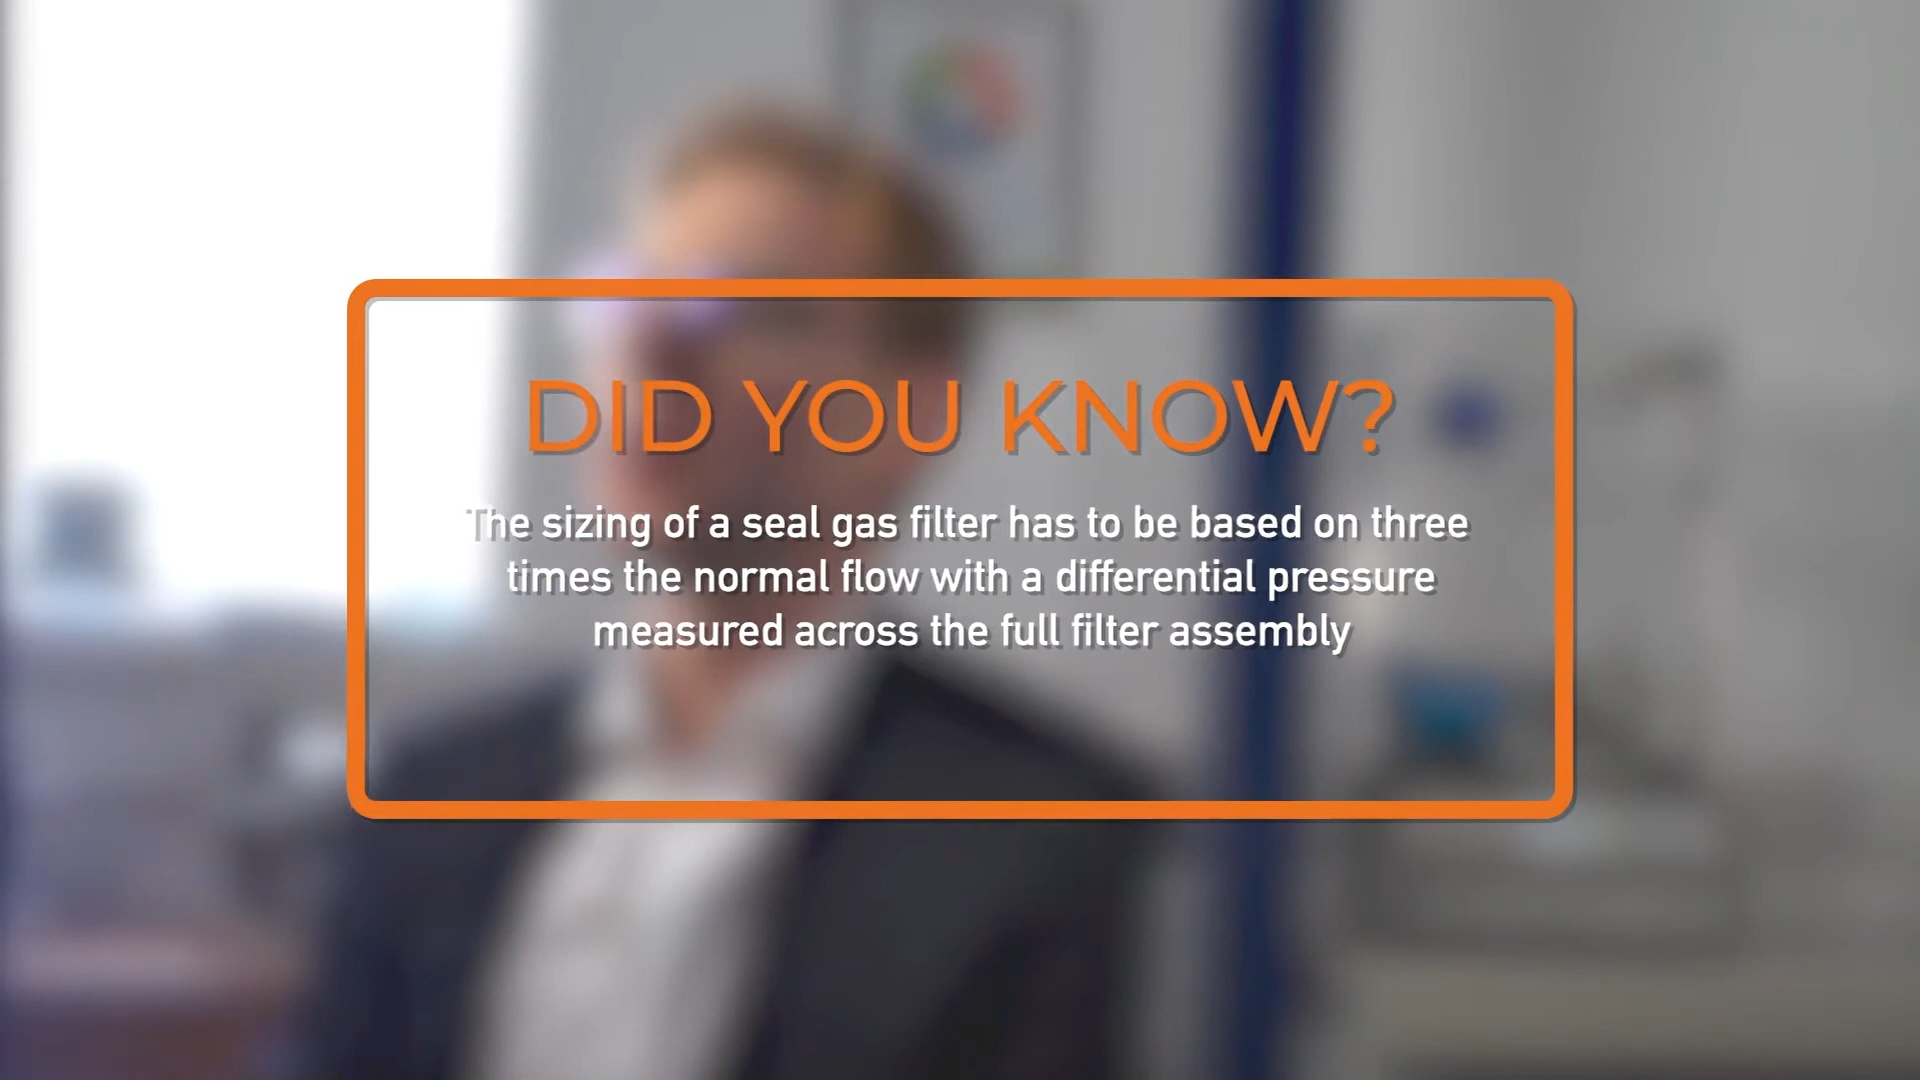 DID YOU KNOW?
The sizing of a seal gas filter has to be based on three
times the normal flow with a differential pressure
measured across the full filter assembly